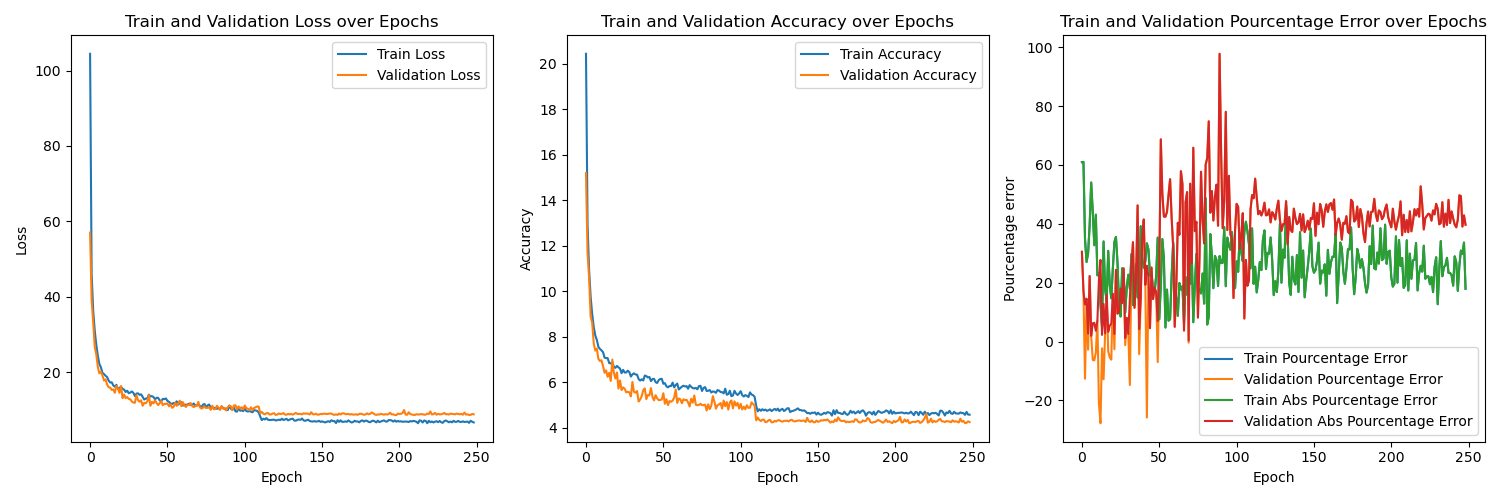 Train and Validation Loss over Epochs
Loss
100
80
60
40
20
0
50
100
150
200
250
Epoch
Train Loss
Validation Loss
Train and Validation Accuracy over Epochs
Accuracy
20
18
16
14
12
10
8
6
4
0
50
100
150
200
250
Epoch
Train Accuracy
Validation Accuracy
Train and Validation Pourcentage Error over Epochs
Pourcentage error
100
80
60
40
20
0
−20
0
50
100
150
200
250
Epoch
Train Pourcentage Error
Validation Pourcentage Error
Train Abs Pourcentage Error
Validation Abs Pourcentage Error